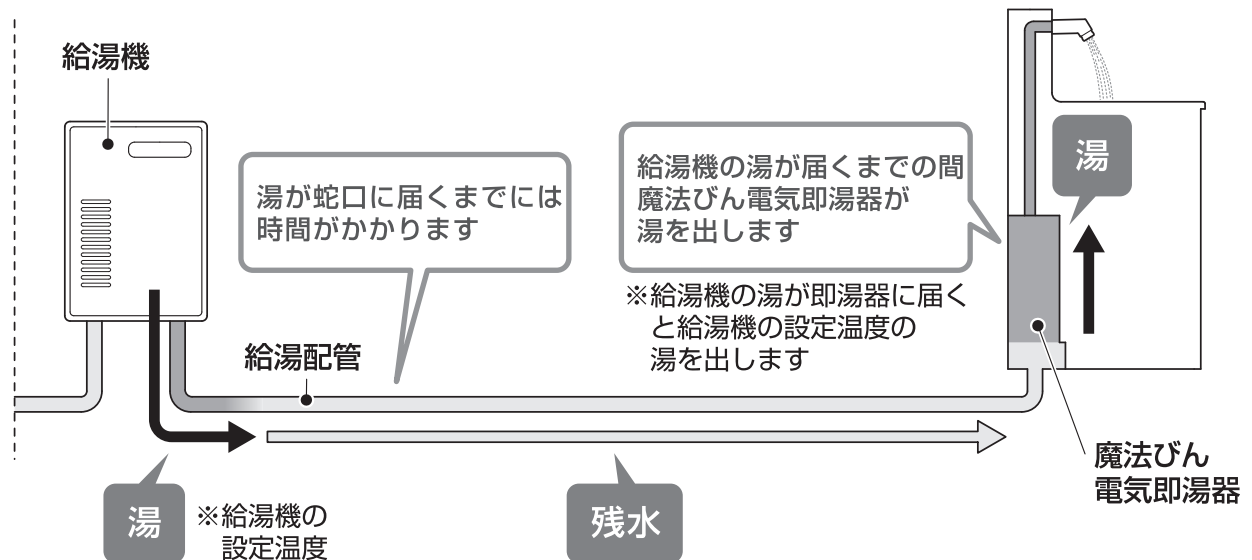 給湯機
湯が蛇口に届くまでには
時間がかかります
給湯機の湯が届くまでの間
魔法びん電気即湯器が
湯を出します
湯
※給湯機の湯が即湯器に届く
と給湯機の設定温度の
湯を出します
給湯配管
魔法びん
電気即湯器
湯
※給湯機の
設定温度
残水